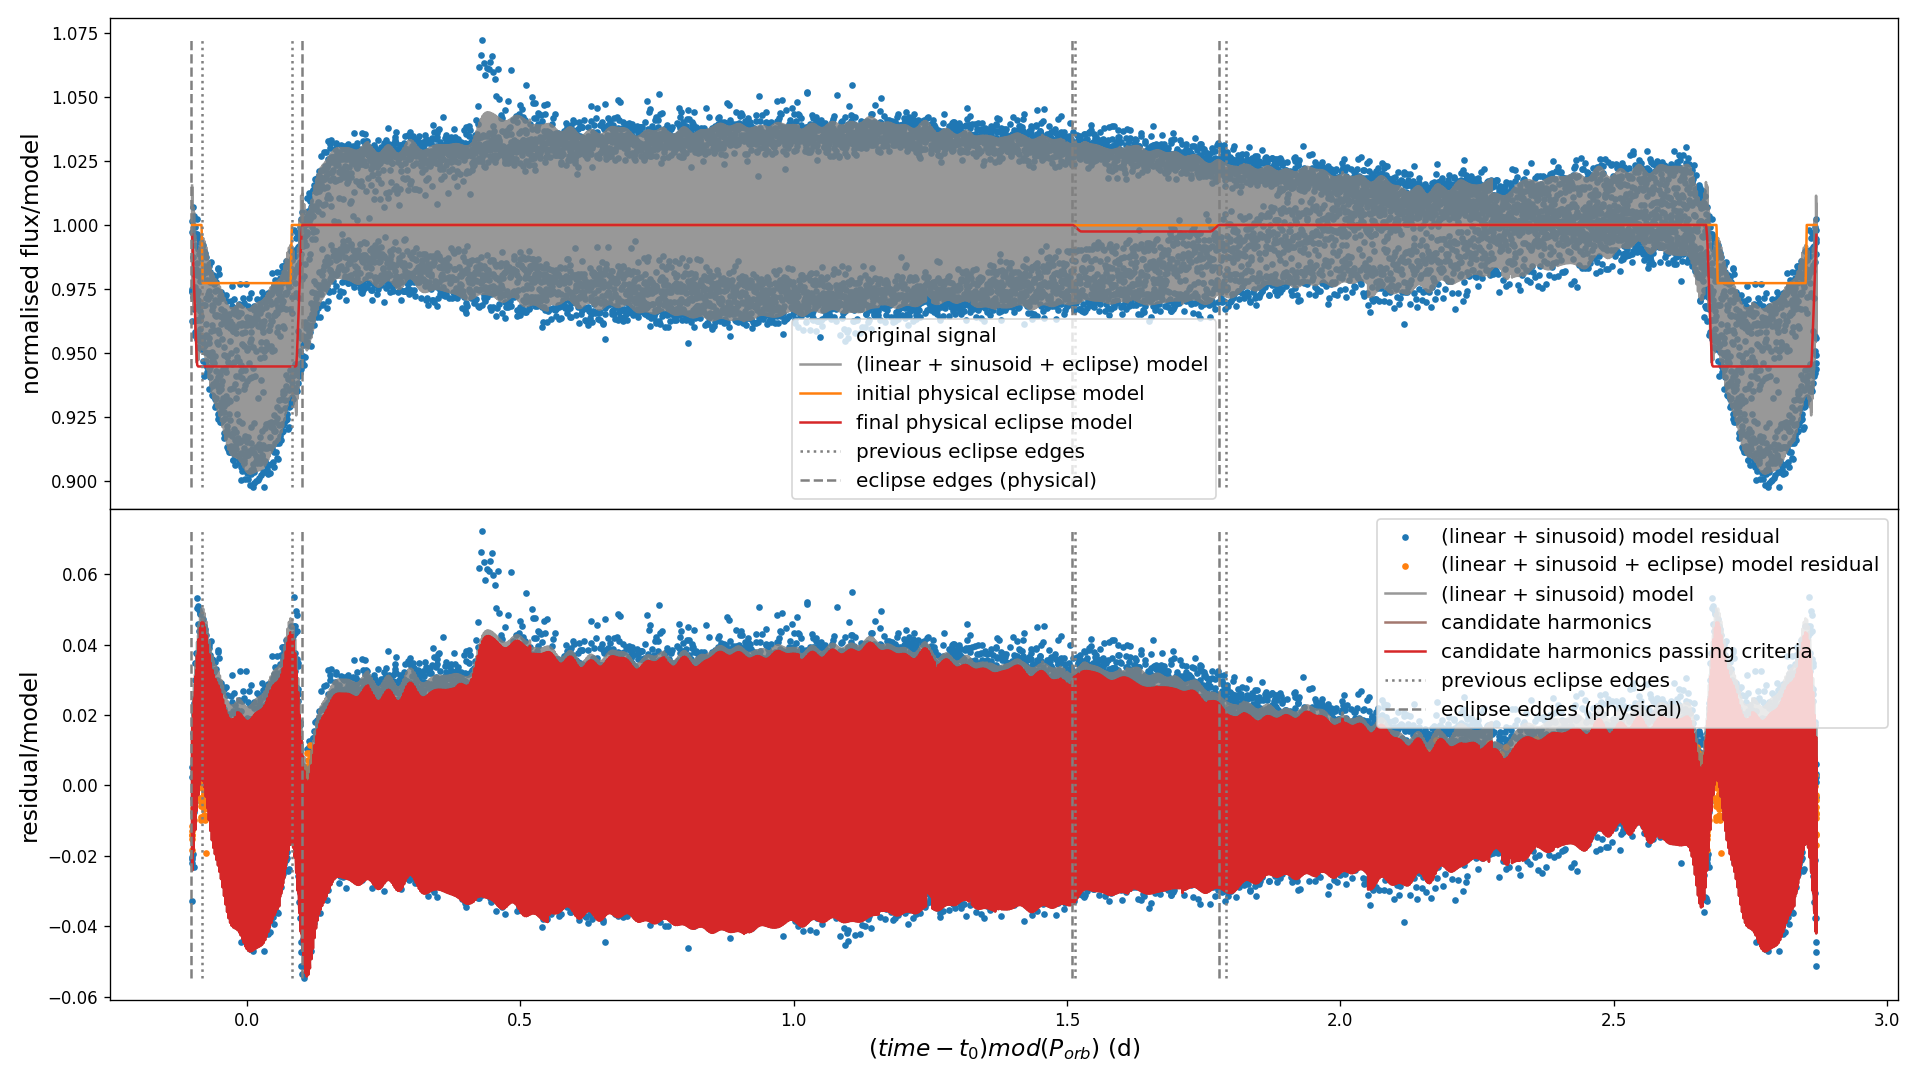 1.075
1.050
1.025
1.000
0.975
0.950
0.925
0.900
normalised flux/model
original signal
(linear + sinusoid + eclipse) model
initial physical eclipse model
final physical eclipse model
previous eclipse edges
eclipse edges (physical)
0.06
0.04
0.02
0.00
−0.02
−0.04
−0.06
residual/model
(linear + sinusoid) model residual
(linear + sinusoid + eclipse) model residual
(linear + sinusoid) model
candidate harmonics
candidate harmonics passing criteria
previous eclipse edges
eclipse edges (physical)
0.0 0.5 1.0 1.5 2.0 2.5 3.0
(time − t₀)mod(P_orb) (d)